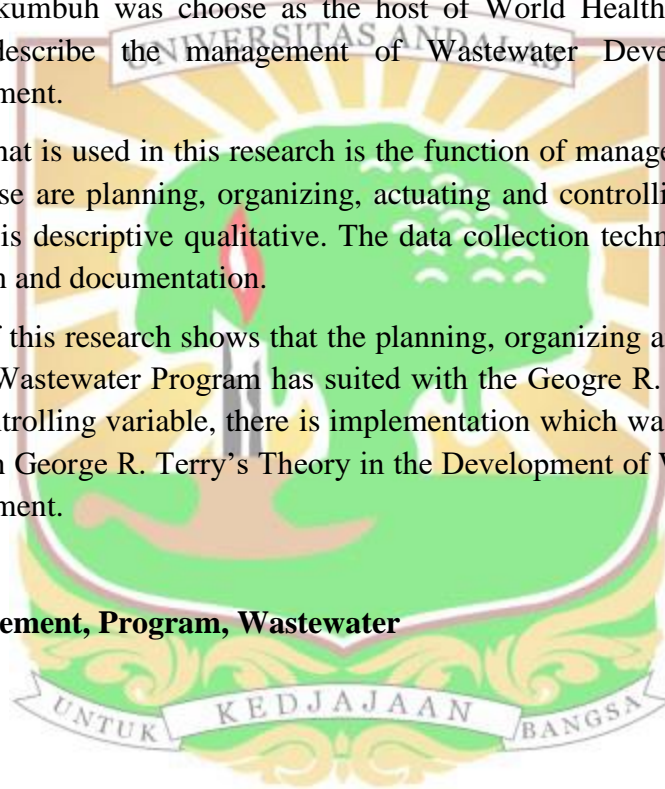 kumbuh was choose as the host of World Health
UNIVERSITAS ANDALAS
describe the management of Wastewater Deve
ment.
hat is used in this research is the function of manage
se are planning, organizing, actuating and controlli
is descriptive qualitative. The data collection techn
n and documentation.
f this research shows that the planning, organizing a
Wastewater Program has suited with the Geogre R.
ntrolling variable, there is implementation which wa
n George R. Terry's Theory in the Development of W
ment.
ement, Program, Wastewater
UNTUK KEDJAJAAN BANGSA